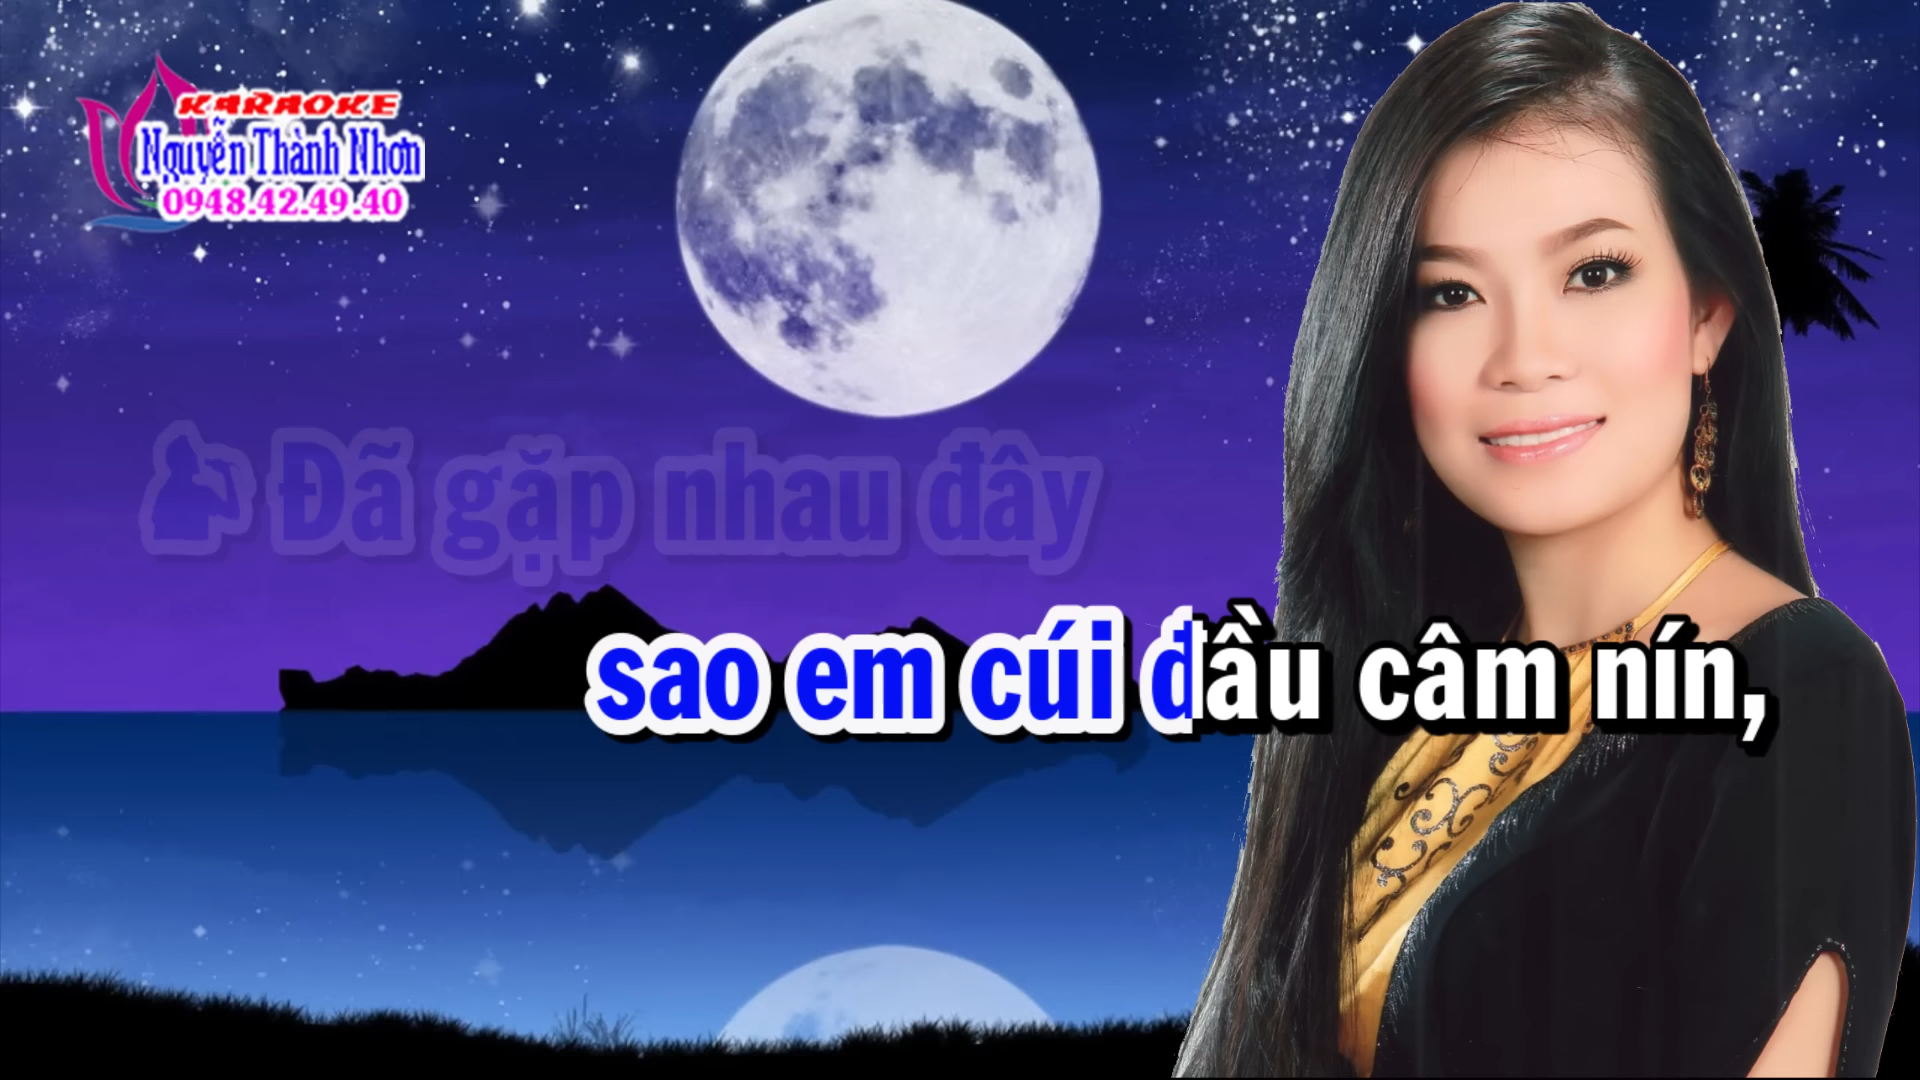 KARAOKE
Nguyễn Thành Nhơn
0948.42.49.40
Đã gặp nhau đây
sao em cúi đầu câm nín,